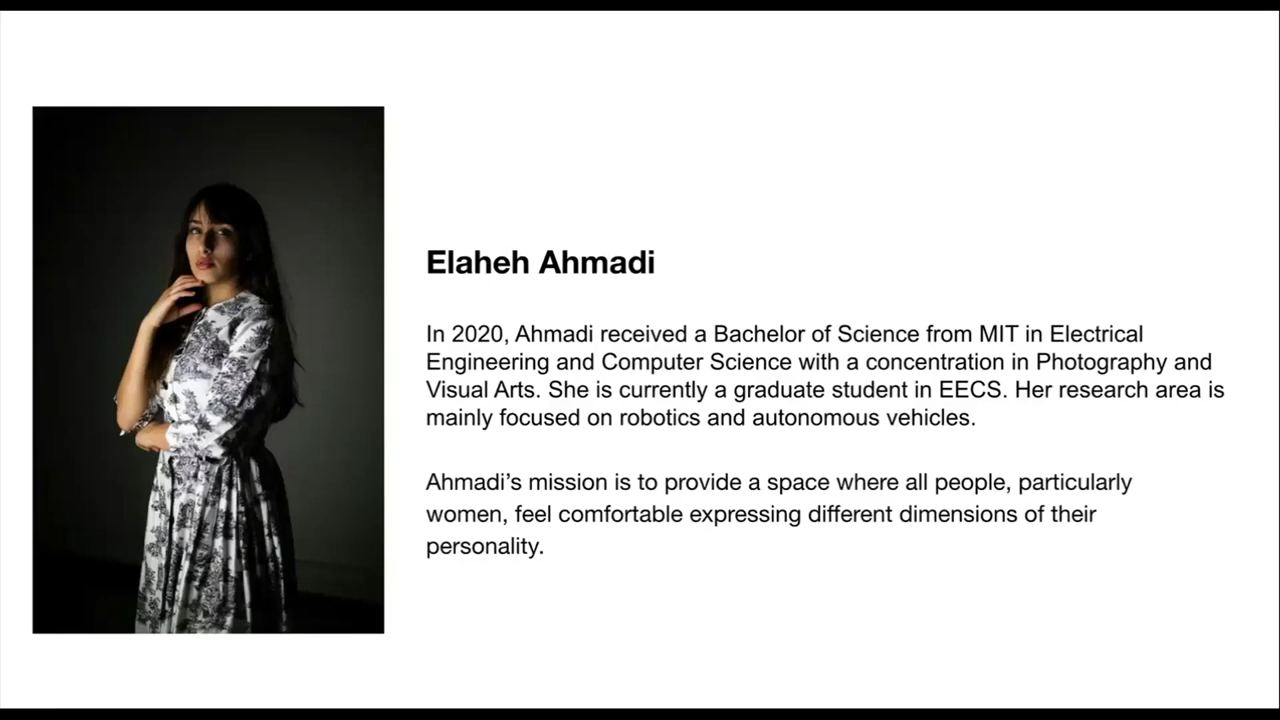 Elaheh Ahmadi
In 2020, Ahmadi received a Bachelor of Science from MIT in Electrical
Engineering and Computer Science with a concentration in Photography and
Visual Arts. She is currently a graduate student in EECS. Her research area is
mainly focused on robotics and autonomous vehicles.
Ahmadi’s mission is to provide a space where all people, particularly
women, feel comfortable expressing different dimensions of their
personality.